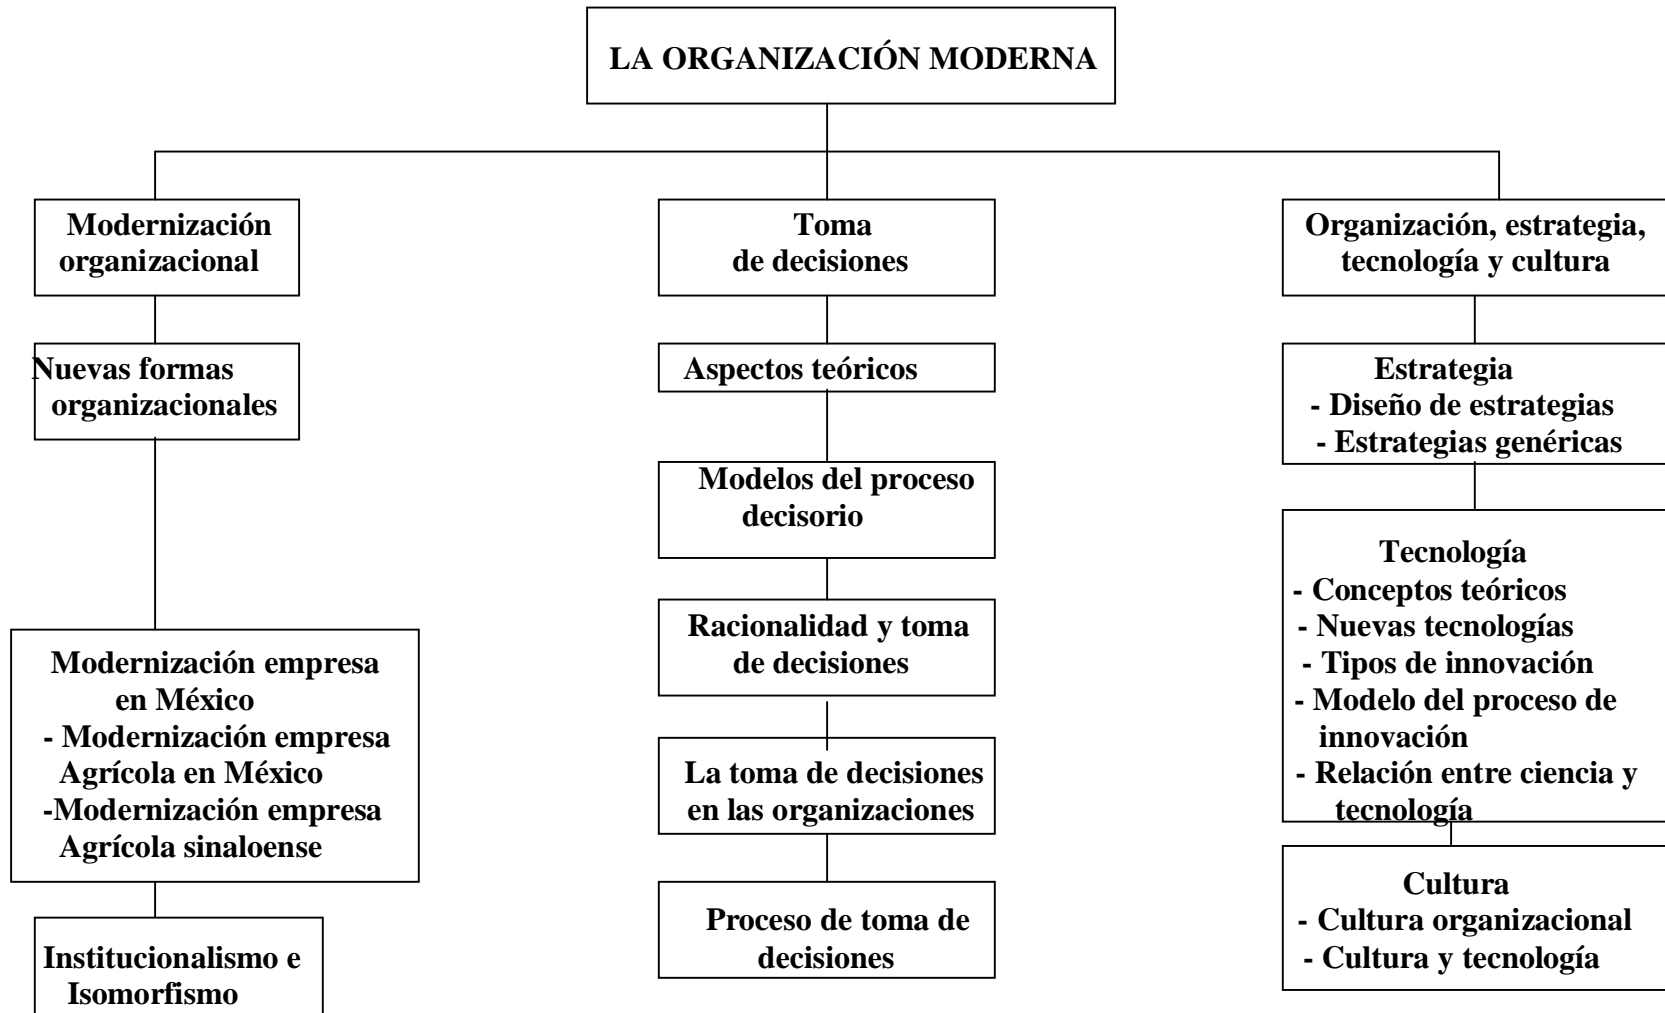 LA ORGANIZACIÓN MODERNA
Modernización
organizacional
Nuevas formas
organizacionales
Modernización empresa
en México
- Modernización empresa
Agrícola en México
-Modernización empresa
Agrícola sinaloense
Institucionalismo e
Isomorfismo
Toma
de decisiones
Aspectos teóricos
Modelos del proceso
decisorio
Racionalidad y toma
de decisiones
La toma de decisiones
en las organizaciones
Proceso de toma de
decisiones
Organización, estrategia,
tecnología y cultura
Estrategia
- Diseño de estrategias
- Estrategias genéricas
Tecnología
- Conceptos teóricos
- Nuevas tecnologías
- Tipos de innovación
- Modelo del proceso de
innovación
- Relación entre ciencia y
tecnología
Cultura
- Cultura organizacional
- Cultura y tecnología